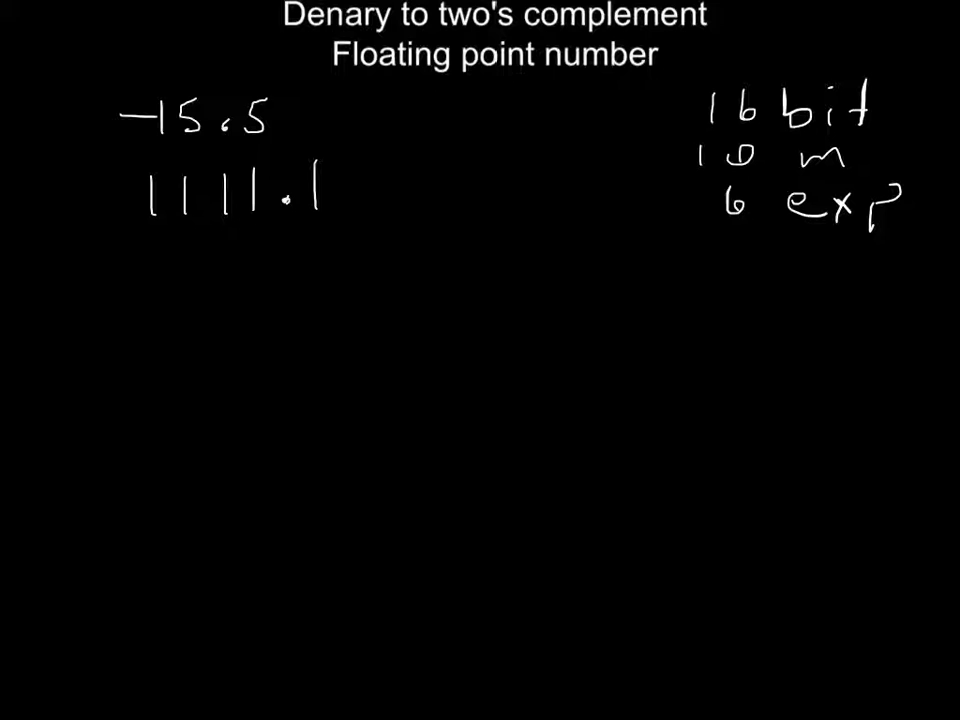 Denary to two's complement
Floating point number
-15.5
1111.1
16 bit
10 m
6 exp